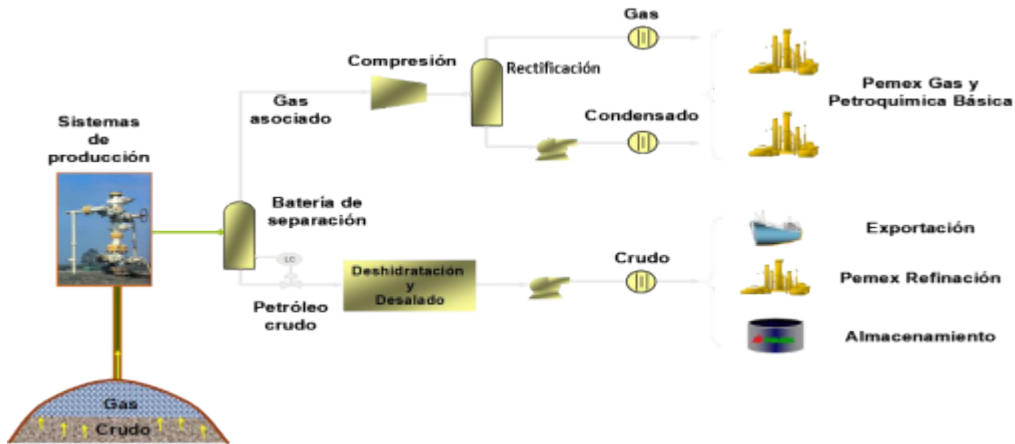 Gas
Compresión
Rectificación
Pemex Gas y
Petroquímica Básica
Gas
asociado
Condensado
Sistemas
de
producción
Batería de
separación
Exportación
LC
Crudo
Deshidratación
y
Desalado
Pemex Refinación
Petróleo
crudo
Almacenamiento
Gas
Crudo